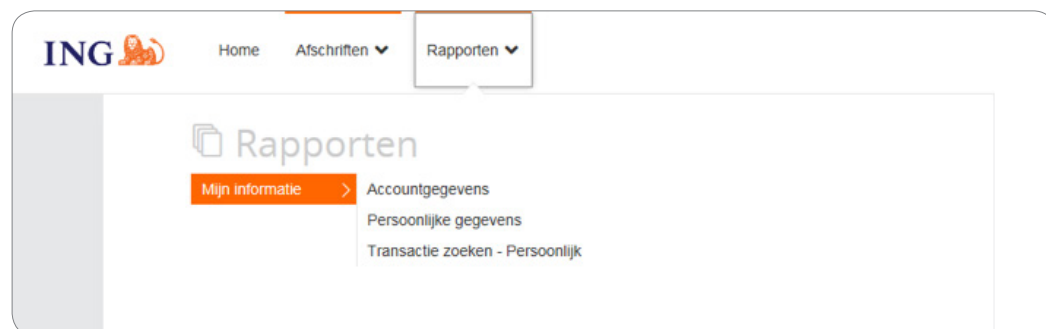 ING Home Afschriften Rapporten
Rapporten
Mijn informatie Accountgegevens
Persoonlijke gegevens
Transactie zoeken - Persoonlijk